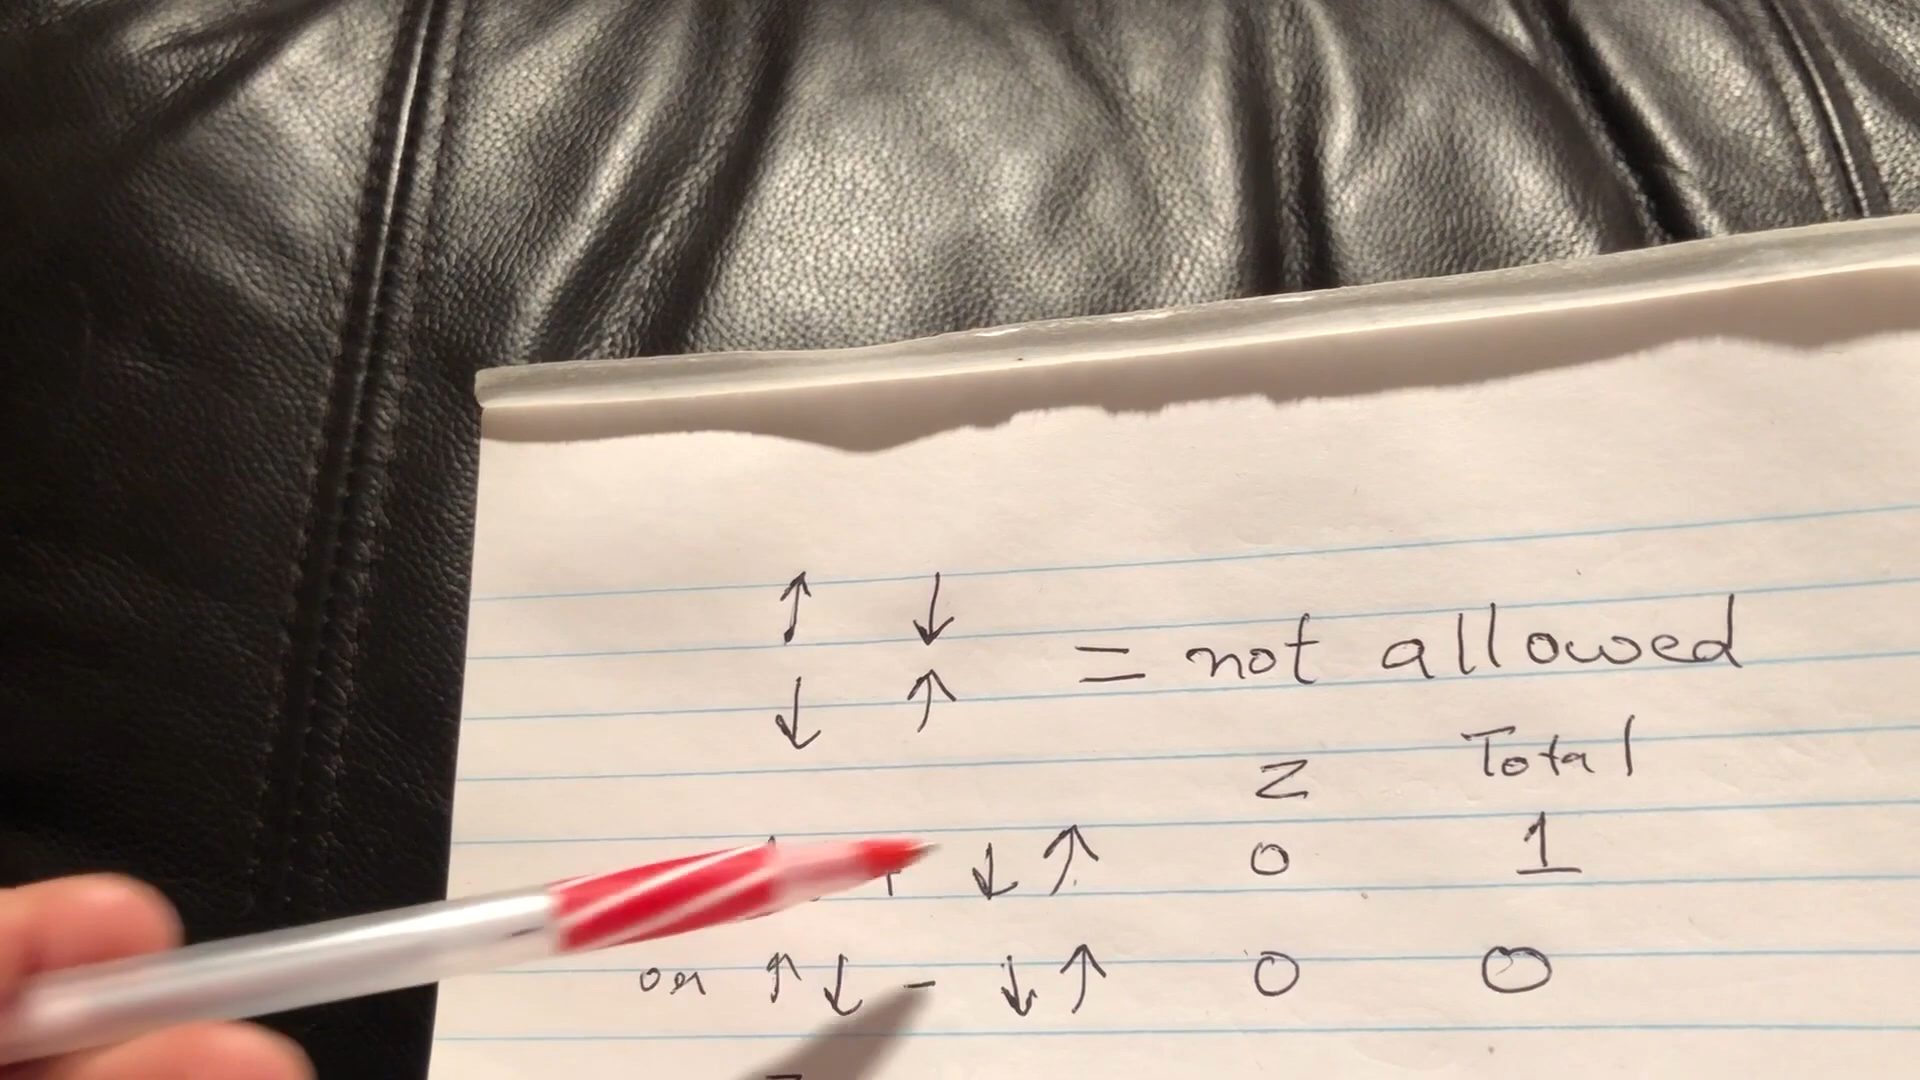 ↑ ↓
= not allowed
↓ ↑
Z Total
↓ ↑ 0 1
or ↑ ↓ - ↓ ↑ 0 0